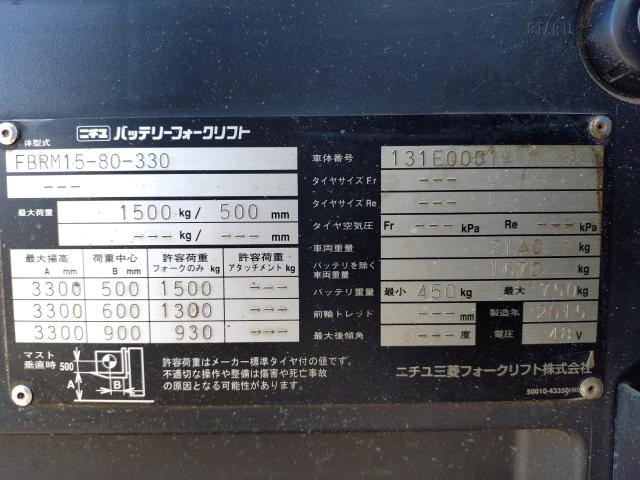 START
ニチユ バッテリーフォークリフト
体型式 FBRM15-80-330
---
最大荷重 1500 kg/ 500 mm
--- kg/ --- mm
最大揚高 A mm 荷重中心 B mm 許容荷重 フォークのみ kg 許容荷重 アタッチメント kg
3300 500 1500 ---
3300 600 1300 ---
3300 900 930 ---
マスト垂直時 500 A B
許容荷重はメーカー標準タイヤ付の値です。
不適切な操作や整備は傷害や死亡事故
の原因となる可能性があります。
車体番号 131E00014
タイヤサイズ Fr ---
タイヤサイズ Re ---
タイヤ空気圧 Fr --- kPa Re --- kPa
車両重量 2140 kg
バッテリを除く車両重量 1670 kg
バッテリ重量 最小 450 kg 最大 750 kg
前輪トレッド --- mm 製造年 2015
最大後傾角 --- 度 電圧 48 V
ニチユ三菱フォークリフト株式会社
50010-43350(40)